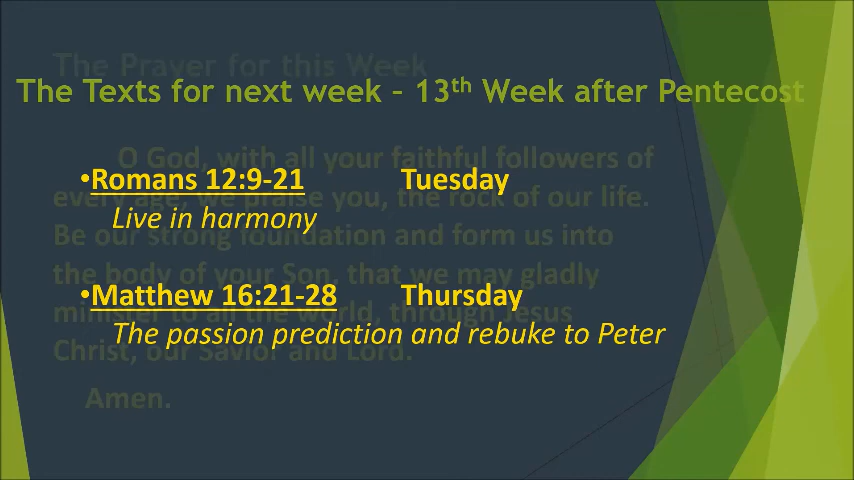 The Prayer for this Week
The Texts for next week – 13th Week after Pentecost
O God, with all your faithful followers of
every age, we praise you, the rock of our life.
Be our strong foundation and form us into
the body of your Son, that we may gladly
minister to all the world, through Jesus
Christ, our Savior and Lord.
Amen.
•Romans 12:9-21 Tuesday
Live in harmony
•Matthew 16:21-28 Thursday
The passion prediction and rebuke to Peter